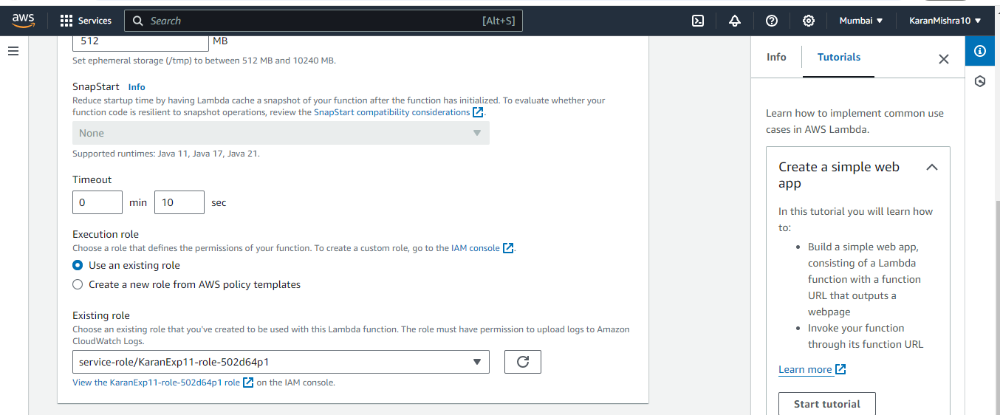 aws
Services
Search
[Alt+S]
Mumbai
KaranMishra10
512
MB
Set ephemeral storage (/tmp) to between 512 MB and 10240 MB.
SnapStart Info
Reduce startup time by having Lambda cache a snapshot of your function after the function has initialized. To evaluate whether your
function code is resilient to snapshot operations, review the SnapStart compatibility considerations.
None
Supported runtimes: Java 11, Java 17, Java 21.
Timeout
0 min 10 sec
Execution role
Choose a role that defines the permissions of your function. To create a custom role, go to the IAM console.
Use an existing role
Create a new role from AWS policy templates
Existing role
Choose an existing role that you've created to be used with this Lambda function. The role must have permission to upload logs to Amazon
CloudWatch Logs.
service-role/KaranExp11-role-502d64p1
View the KaranExp11-role-502d64p1 role on the IAM console.
Info
Tutorials
Learn how to implement common use
cases in AWS Lambda.
Create a simple web
app
In this tutorial you will learn how
to:
• Build a simple web app,
consisting of a Lambda
function with a function
URL that outputs a
webpage
• Invoke your function
through its function URL
Learn more
Start tutorial